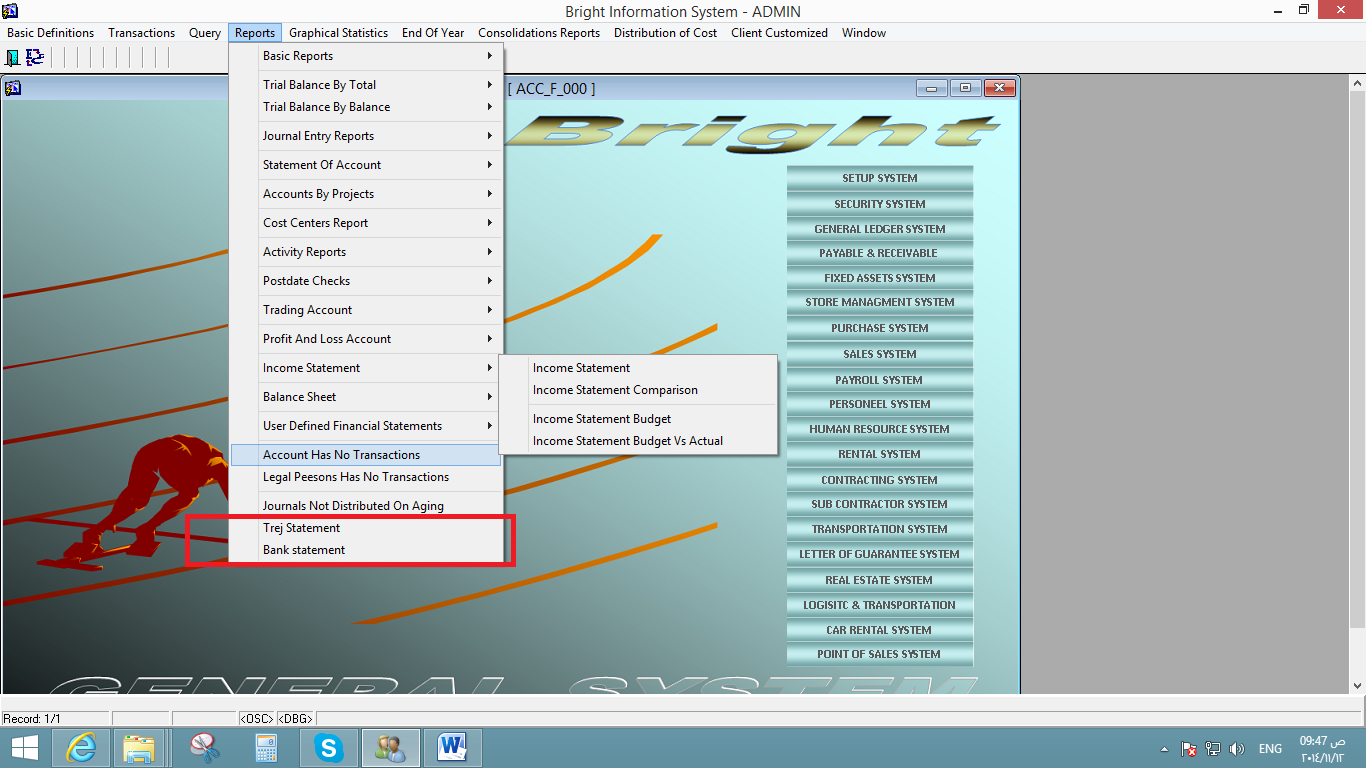 Bright Information System - ADMIN
Basic Definitions Transactions Query Reports Graphical Statistics End Of Year Consolidations Reports Distribution of Cost Client Customized Window
[ ACC_F_000 ]
Basic Reports
Trial Balance By Total
Trial Balance By Balance
Journal Entry Reports
Statement Of Account
Accounts By Projects
Cost Centers Report
Activity Reports
Postdate Checks
Trading Account
Profit And Loss Account
Income Statement
Balance Sheet
User Defined Financial Statements
Account Has No Transactions
Legal Peesons Has No Transactions
Journals Not Distributed On Aging
Trej Statement
Bank statement
Income Statement
Income Statement Comparison
Income Statement Budget
Income Statement Budget Vs Actual
Bright
SETUP SYSTEM
SECURITY SYSTEM
GENERAL LEDGER SYSTEM
PAYABLE & RECEIVABLE
FIXED ASSETS SYSTEM
STORE MANAGMENT SYSTEM
PURCHASE SYSTEM
SALES SYSTEM
PAYROLL SYSTEM
PERSONEEL SYSTEM
HUMAN RESOURCE SYSTEM
RENTAL SYSTEM
CONTRACTING SYSTEM
SUB CONTRACTOR SYSTEM
TRANSPORTATION SYSTEM
LETTER OF GUARANTEE SYSTEM
REAL ESTATE SYSTEM
LOGISITC & TRANSPORTATION
CAR RENTAL SYSTEM
POINT OF SALES SYSTEM
GENERAL SYSTEM
Record: 1/1 <OSC> <DBG>
ENG
09:47 ص
٢٠١٤/١١/١٢